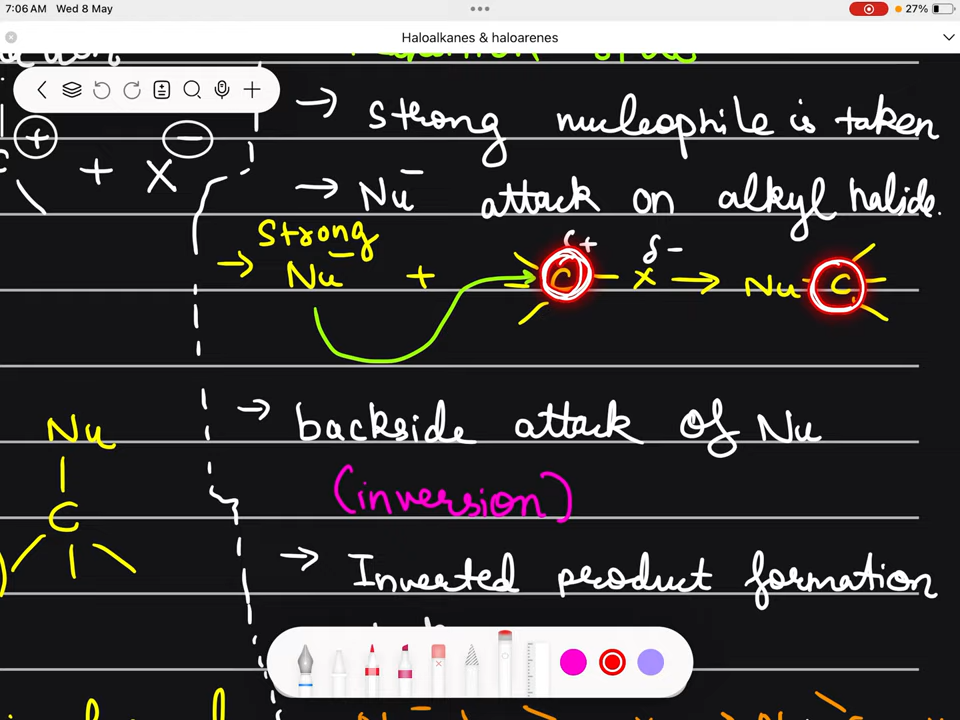 7:06 AM Wed 8 May
27%
Haloalkanes & haloarenes
+ X
→ Strong nucleophile is taken
→ Nu⁻ attack on alkyl halide.
Strong
δ+ δ-
→ Nu⁻ + C - X → Nu - C
→ backside attack of Nu
(inversion)
→ Inverted product formation
Nu
C